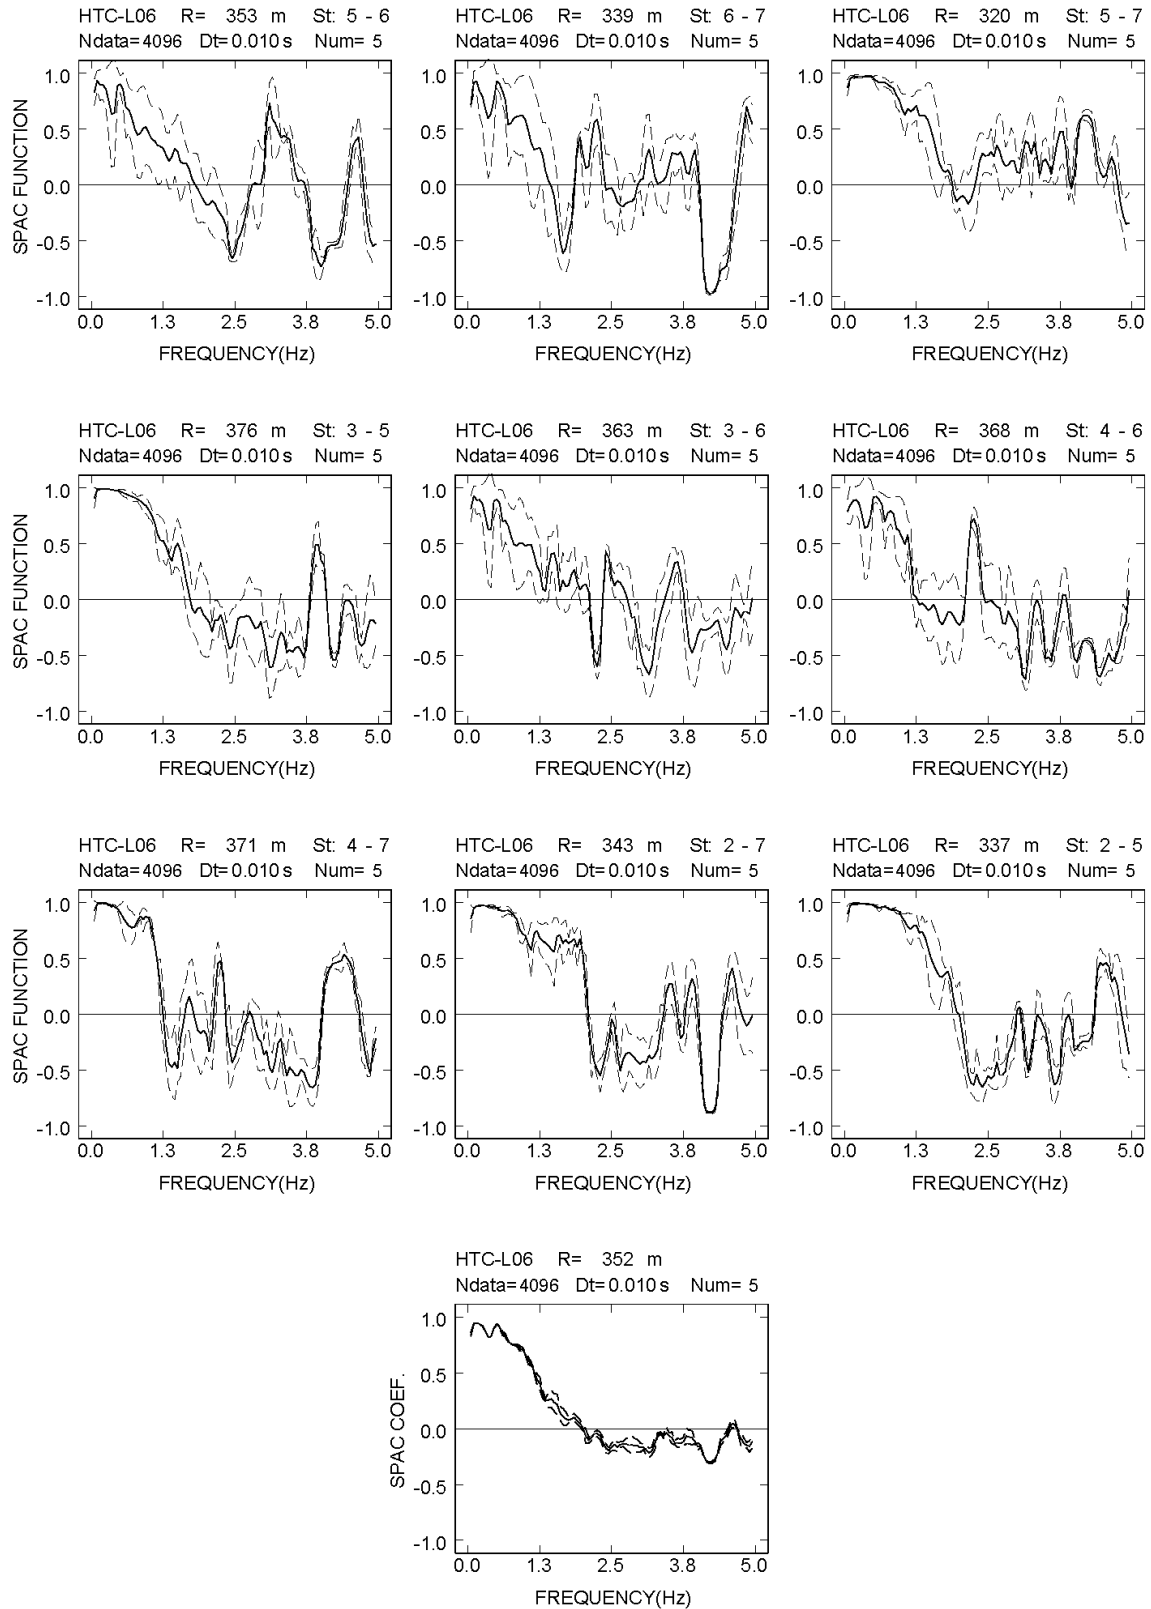 HTC-L06 R= 353 m St: 5 - 6
Ndata=4096 Dt=0.010s Num= 5
1.0
0.5
0.0
-0.5
-1.0
SPAC FUNCTION
0.0 1.3 2.5 3.8 5.0
FREQUENCY(Hz)
HTC-L06 R= 339 m St: 6 - 7
Ndata=4096 Dt=0.010s Num= 5
1.0
0.5
0.0
-0.5
-1.0
0.0 1.3 2.5 3.8 5.0
FREQUENCY(Hz)
HTC-L06 R= 320 m St: 5 - 7
Ndata=4096 Dt=0.010s Num= 5
1.0
0.5
0.0
-0.5
-1.0
0.0 1.3 2.5 3.8 5.0
FREQUENCY(Hz)
HTC-L06 R= 376 m St: 3 - 5
Ndata=4096 Dt=0.010s Num= 5
1.0
0.5
0.0
-0.5
-1.0
SPAC FUNCTION
0.0 1.3 2.5 3.8 5.0
FREQUENCY(Hz)
HTC-L06 R= 363 m St: 3 - 6
Ndata=4096 Dt=0.010s Num= 5
1.0
0.5
0.0
-0.5
-1.0
0.0 1.3 2.5 3.8 5.0
FREQUENCY(Hz)
HTC-L06 R= 368 m St: 4 - 6
Ndata=4096 Dt=0.010s Num= 5
1.0
0.5
0.0
-0.5
-1.0
0.0 1.3 2.5 3.8 5.0
FREQUENCY(Hz)
HTC-L06 R= 371 m St: 4 - 7
Ndata=4096 Dt=0.010s Num= 5
1.0
0.5
0.0
-0.5
-1.0
SPAC FUNCTION
0.0 1.3 2.5 3.8 5.0
FREQUENCY(Hz)
HTC-L06 R= 343 m St: 2 - 7
Ndata=4096 Dt=0.010s Num= 5
1.0
0.5
0.0
-0.5
-1.0
0.0 1.3 2.5 3.8 5.0
FREQUENCY(Hz)
HTC-L06 R= 337 m St: 2 - 5
Ndata=4096 Dt=0.010s Num= 5
1.0
0.5
0.0
-0.5
-1.0
0.0 1.3 2.5 3.8 5.0
FREQUENCY(Hz)
HTC-L06 R= 352 m
Ndata=4096 Dt=0.010s Num= 5
1.0
0.5
0.0
-0.5
-1.0
SPAC COEF.
0.0 1.3 2.5 3.8 5.0
FREQUENCY(Hz)